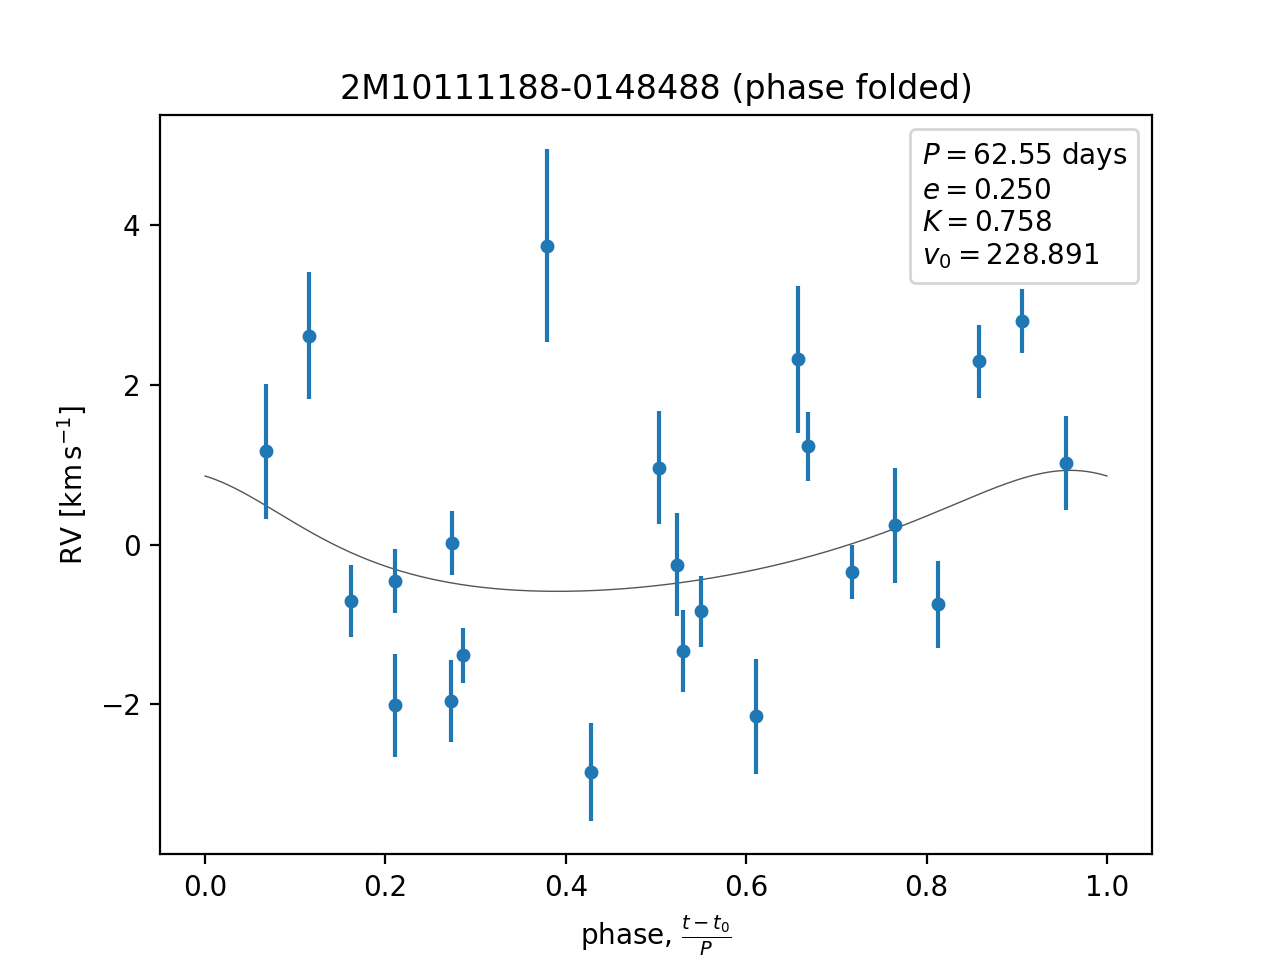 2M10111188-0148488 (phase folded)
P = 62.55 days
e = 0.250
K = 0.758
v₀ = 228.891
4
2
0
−2
RV [km s⁻¹]
0.0 0.2 0.4 0.6 0.8 1.0
phase, (t − t₀)/P